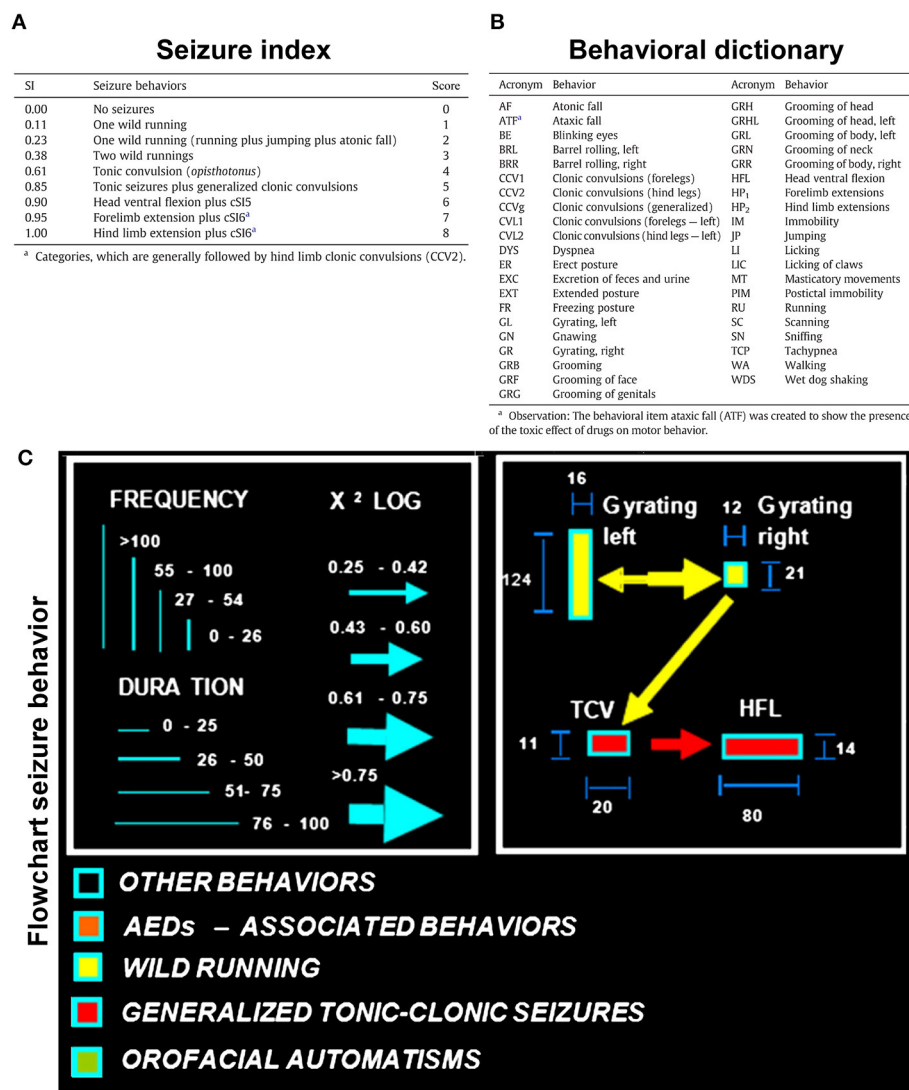 A
Seizure index
SI Seizure behaviors Score
0.00 No seizures 0
0.11 One wild running 1
0.23 One wild running (running plus jumping plus atonic fall) 2
0.38 Two wild runnings 3
0.61 Tonic convulsion (opisthotonus) 4
0.85 Tonic seizures plus generalized clonic convulsions 5
0.90 Head ventral flexion plus cSI5 6
0.95 Forelimb extension plus cSI6a 7
1.00 Hind limb extension plus cSI6a 8
a Categories, which are generally followed by hind limb clonic convulsions (CCV2).
B
Behavioral dictionary
Acronym Behavior Acronym Behavior
AF Atonic fall GRH Grooming of head
ATFa Ataxic fall GRHL Grooming of head, left
BE Blinking eyes GRL Grooming of body, left
BRL Barrel rolling, left GRN Grooming of neck
BRR Barrel rolling, right GRR Grooming of body, right
CCV1 Clonic convulsions (forelegs) HFL Head ventral flexion
CCV2 Clonic convulsions (hind legs) HP1 Forelimb extensions
CCVg Clonic convulsions (generalized) HP2 Hind limb extensions
CVL1 Clonic convulsions (forelegs — left) IM Immobility
CVL2 Clonic convulsions (hind legs — left) JP Jumping
DYS Dyspnea LI Licking
ER Erect posture LIC Licking of claws
EXC Excretion of feces and urine MT Masticatory movements
EXT Extended posture PIM Postictal immobility
FR Freezing posture RU Running
GL Gyrating, left SC Scanning
GN Gnawing SN Sniffing
GR Gyrating, right TCP Tachypnea
GRB Grooming WA Walking
GRF Grooming of face WDS Wet dog shaking
GRG Grooming of genitals
a Observation: The behavioral item ataxic fall (ATF) was created to show the presence
of the toxic effect of drugs on motor behavior.
C
Flowchart seizure behavior
FREQUENCY
>100
55 - 100
27 - 54
0 - 26
DURA TION
0 - 25
26 - 50
51- 75
76 - 100
X ² LOG
0.25 - 0.42
0.43 - 0.60
0.61 - 0.75
>0.75
16
Gyrating
left
12
Gyrating
right
124
21
TCV
HFL
11
14
20
80
OTHER BEHAVIORS
AEDs – ASSOCIATED BEHAVIORS
WILD RUNNING
GENERALIZED TONIC-CLONIC SEIZURES
OROFACIAL AUTOMATISMS